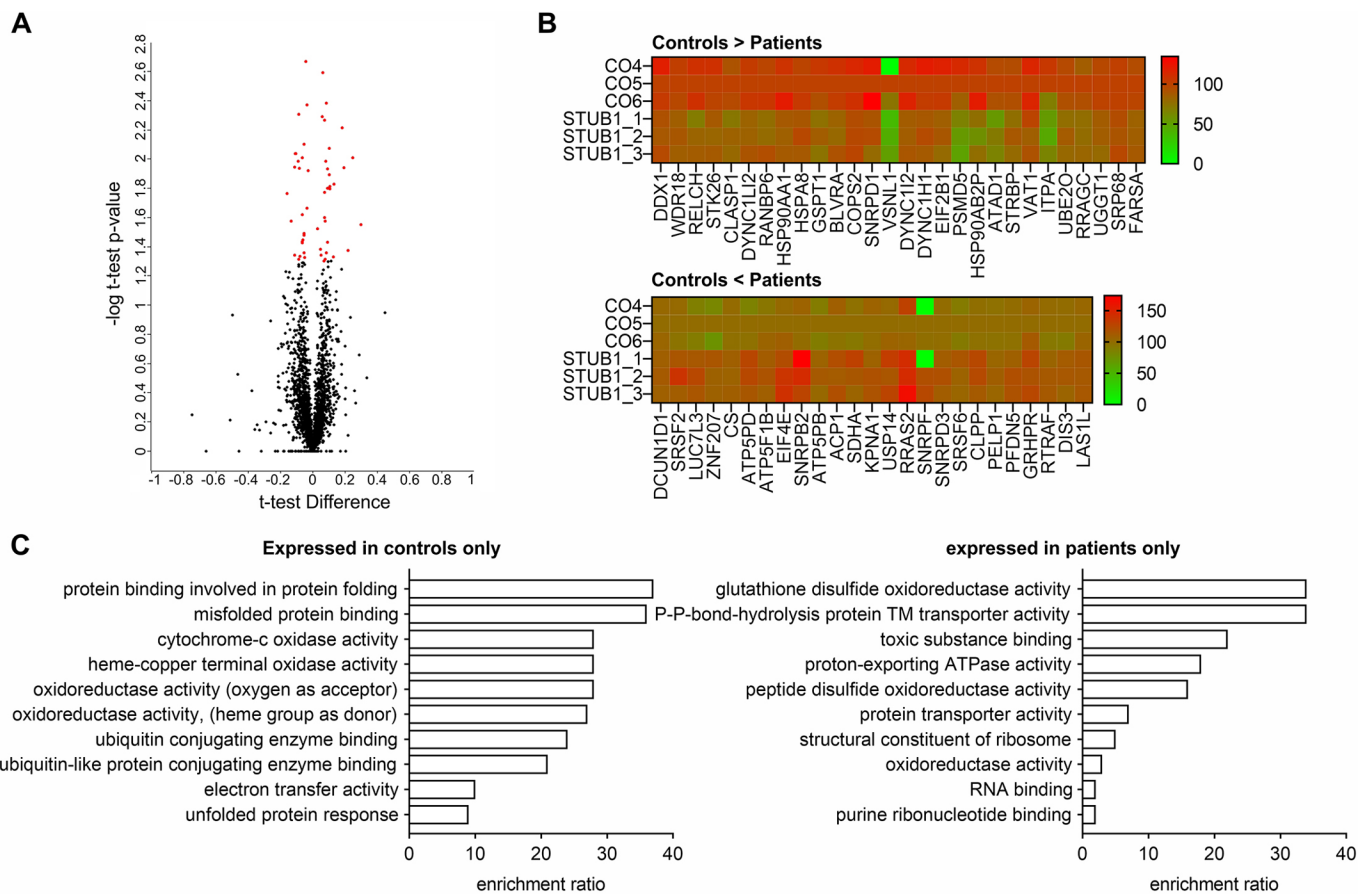 A
2.8
2.6
2.4
2.2
2
1.8
1.6
1.4
1.2
1
0.8
0.6
0.4
0.2
0
-log t-test p-value
-1 -0.8 -0.6 -0.4 -0.2 0 0.2 0.4 0.6 0.8 1
t-test Difference
B
Controls > Patients
CO4
CO5
CO6
STUB1_1
STUB1_2
STUB1_3
100
50
0
DDX1
WDR18
RELCH
STK26
CLASP1
DYNC1LI2
RANBP6
HSP90AA1
HSPA8
GSPT1
BLVRA
COPS2
SNRPD1
VSNL1
DYNC1I2
DYNC1H1
EIF2B1
PSMD5
HSP90AB2P
ATAD1
STRBP
VAT1
ITPA
UBE2O
RRAGC
UGGT1
SRP68
FARSA
Controls < Patients
CO4
CO5
CO6
STUB1_1
STUB1_2
STUB1_3
150
100
50
0
DCUN1D1
SRSF2
LUC7L3
ZNF207
CS
ATP5PD
ATP5F1B
EIF4E
SNRPB2
ATP5PB
ACP1
SDHA
KPNA1
USP14
RRAS2
SNRPF
SNRPD3
SRSF6
CLPP
PELP1
PFDN5
GRHPR
RTRAF
DIS3
LAS1L
C
Expressed in controls only
protein binding involved in protein folding
misfolded protein binding
cytochrome-c oxidase activity
heme-copper terminal oxidase activity
oxidoreductase activity (oxygen as acceptor)
oxidoreductase activity, (heme group as donor)
ubiquitin conjugating enzyme binding
ubiquitin-like protein conjugating enzyme binding
electron transfer activity
unfolded protein response
0 10 20 30 40
enrichment ratio
expressed in patients only
glutathione disulfide oxidoreductase activity
P-P-bond-hydrolysis protein TM transporter activity
toxic substance binding
proton-exporting ATPase activity
peptide disulfide oxidoreductase activity
protein transporter activity
structural constituent of ribosome
oxidoreductase activity
RNA binding
purine ribonucleotide binding
0 10 20 30 40
enrichment ratio